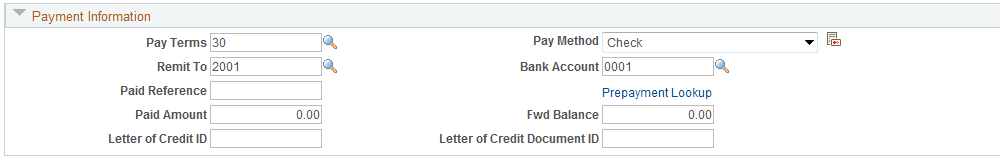 Payment Information
Pay Terms 30 Pay Method Check
Remit To 2001 Bank Account 0001
Paid Reference Prepayment Lookup
Paid Amount 0.00 Fwd Balance 0.00
Letter of Credit ID Letter of Credit Document ID